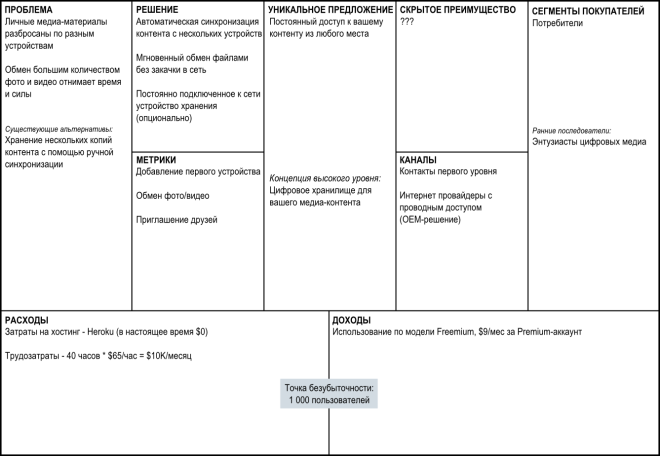 ПРОБЛЕМА
Личные медиа-материалы
разбросаны по разным
устройствам
Обмен большим количеством
фото и видео отнимает время
и силы
Существующие альтернативы:
Хранение нескольких копий
контента с помощью ручной
синхронизации
РЕШЕНИЕ
Автоматическая синхронизация
контента с нескольких устройств
Мгновенный обмен файлами
без закачки в сеть
Постоянно подключенное к сети
устройство хранения
(опционально)
МЕТРИКИ
Добавление первого устройства
Обмен фото/видео
Приглашение друзей
УНИКАЛЬНОЕ ПРЕДЛОЖЕНИЕ
Постоянный доступ к вашему
контенту из любого места
Концепция высокого уровня:
Цифровое хранилище для
вашего медиа-контента
СКРЫТОЕ ПРЕИМУЩЕСТВО
???
КАНАЛЫ
Контакты первого уровня
Интернет провайдеры с
проводным доступом
(OEM-решение)
СЕГМЕНТЫ ПОКУПАТЕЛЕЙ
Потребители
Ранние последователи:
Энтузиасты цифровых медиа
РАСХОДЫ
Затраты на хостинг - Heroku (в настоящее время $0)
Трудозатраты - 40 часов * $65/час = $10K/месяц
ДОХОДЫ
Использование по модели Freemium, $9/мес за Premium-аккаунт
Точка безубыточности:
1 000 пользователей